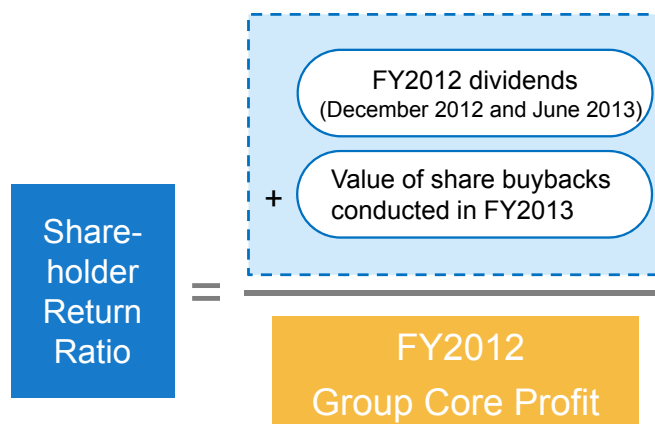 FY2012 dividends
(December 2012 and June 2013)
+
Value of share buybacks
conducted in FY2013
Share-
holder
Return
Ratio
=
FY2012
Group Core Profit